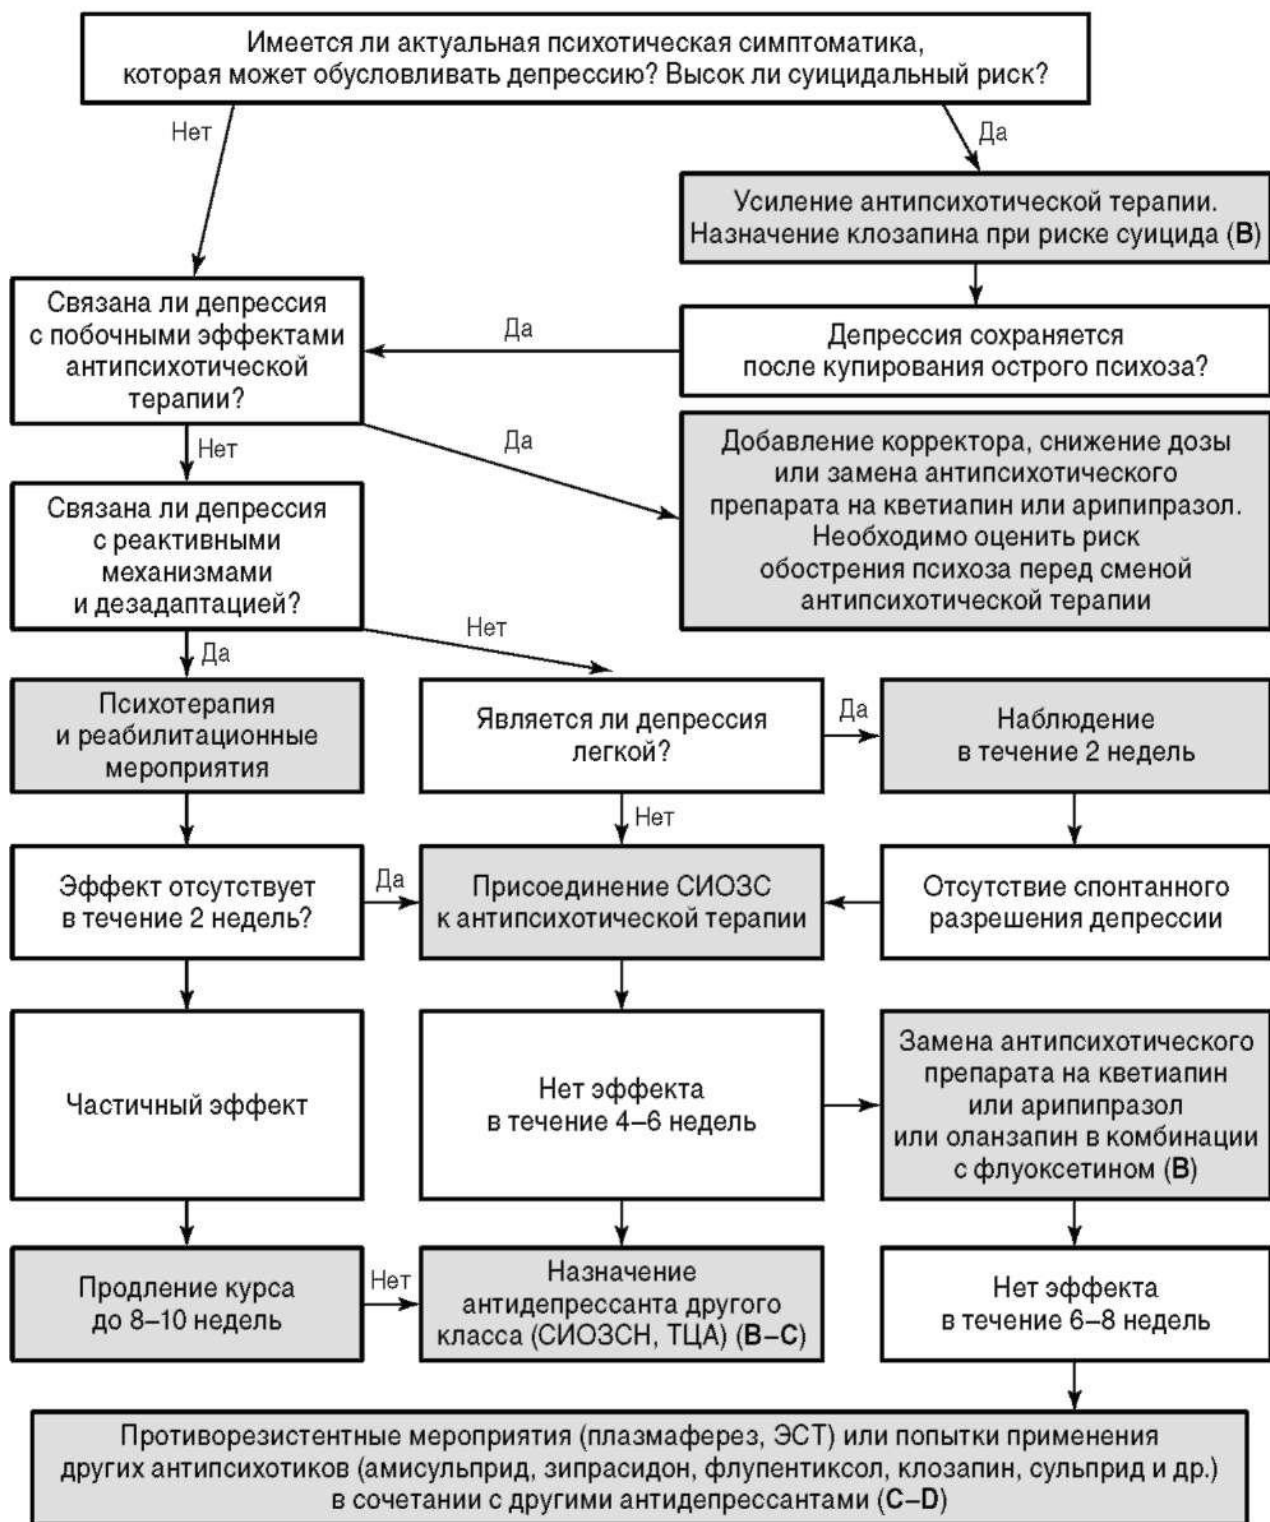 Имеется ли актуальная психотическая симптоматика,
которая может обусловливать депрессию? Высок ли суицидальный риск?
Нет
Да
Усиление антипсихотической терапии.
Назначение клозапина при риске суицида (B)
Связана ли депрессия
с побочными эффектами
антипсихотической
терапии?
Да
Депрессия сохраняется
после купирования острого психоза?
Нет
Да
Добавление корректора, снижение дозы
или замена антипсихотического
препарата на кветиапин или арипипразол.
Необходимо оценить риск
обострения психоза перед сменой
антипсихотической терапии
Связана ли депрессия
с реактивными
механизмами
и дезадаптацией?
Да
Нет
Психотерапия
и реабилитационные
мероприятия
Является ли депрессия
легкой?
Да
Наблюдение
в течение 2 недель
Нет
Эффект отсутствует
в течение 2 недель?
Да
Присоединение СИОЗС
к антипсихотической терапии
Отсутствие спонтанного
разрешения депрессии
Частичный эффект
Нет эффекта
в течение 4–6 недель
Замена антипсихотического
препарата на кветиапин
или арипипразол
или оланзапин в комбинации
с флуоксетином (B)
Продление курса
до 8–10 недель
Нет
Назначение
антидепрессанта другого
класса (СИОЗСН, ТЦА) (B–C)
Нет эффекта
в течение 6–8 недель
Противорезистентные мероприятия (плазмаферез, ЭСТ) или попытки применения
других антипсихотиков (амисульприд, зипрасидон, флупентиксол, клозапин, сульприд и др.)
в сочетании с другими антидепрессантами (C–D)